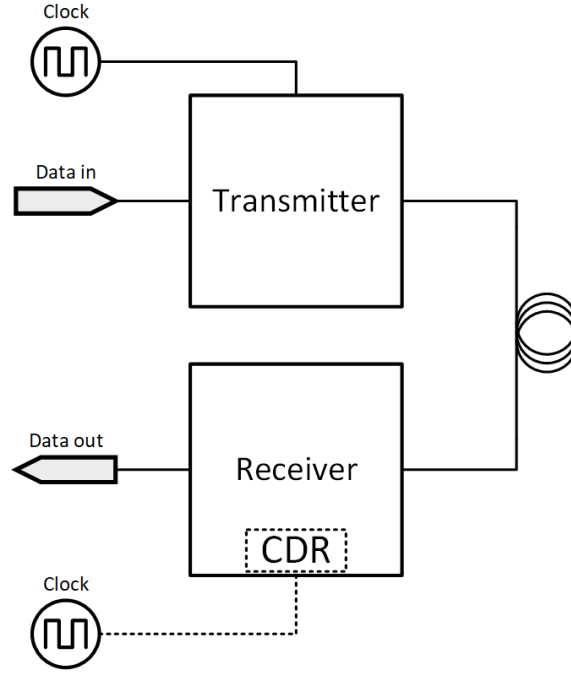 Clock
Data in
Transmitter
Data out
Receiver
CDR
Clock